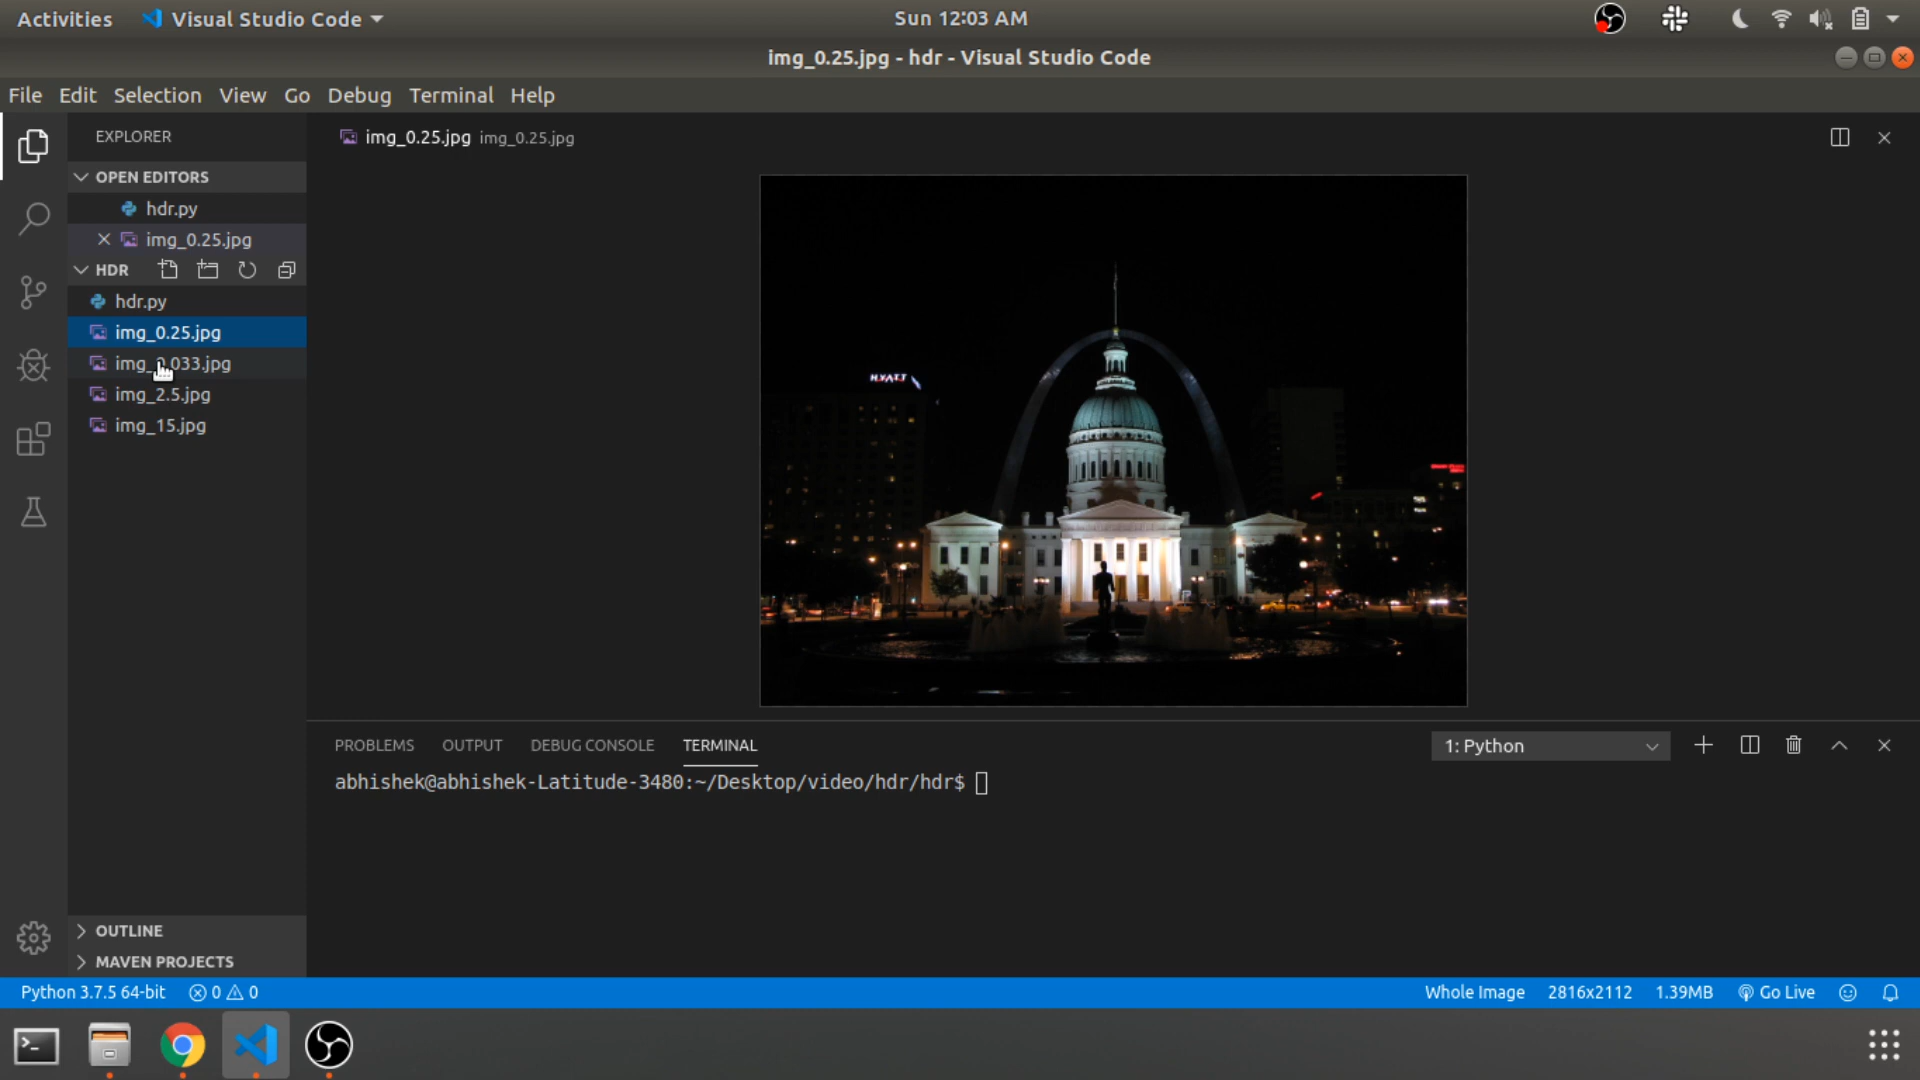 Activities Visual Studio Code Sun 12:03 AM
img_0.25.jpg - hdr - Visual Studio Code
File Edit Selection View Go Debug Terminal Help
EXPLORER
OPEN EDITORS
hdr.py
img_0.25.jpg
HDR
hdr.py
img_0.25.jpg
img_0.033.jpg
img_2.5.jpg
img_15.jpg
OUTLINE
MAVEN PROJECTS
img_0.25.jpg img_0.25.jpg
HYATT
PROBLEMS OUTPUT DEBUG CONSOLE TERMINAL 1: Python
abhishek@abhishek-Latitude-3480:~/Desktop/video/hdr/hdr$
Python 3.7.5 64-bit 0 0 Whole Image 2816x2112 1.39MB Go Live